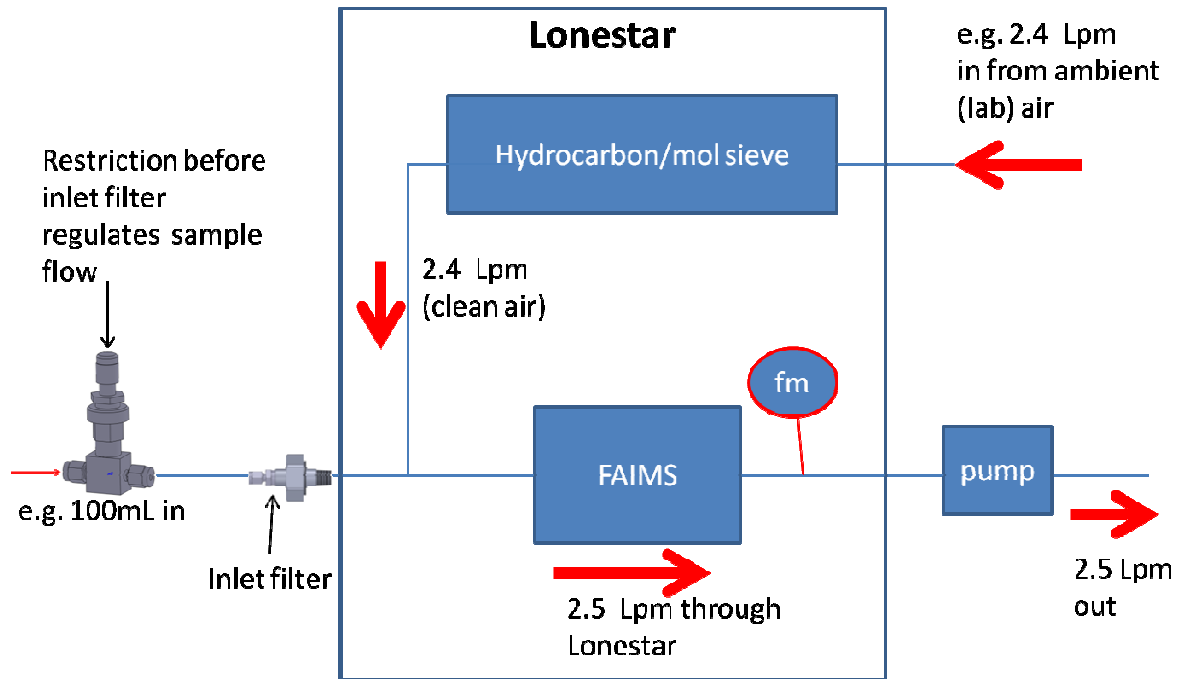 Lonestar
e.g. 2.4 Lpm
in from ambient
(lab) air
Hydrocarbon/mol sieve
Restriction before
inlet filter
regulates sample
flow
2.4 Lpm
(clean air)
fm
FAIMS
pump
e.g. 100mL in
Inlet filter
2.5 Lpm through
Lonestar
2.5 Lpm
out